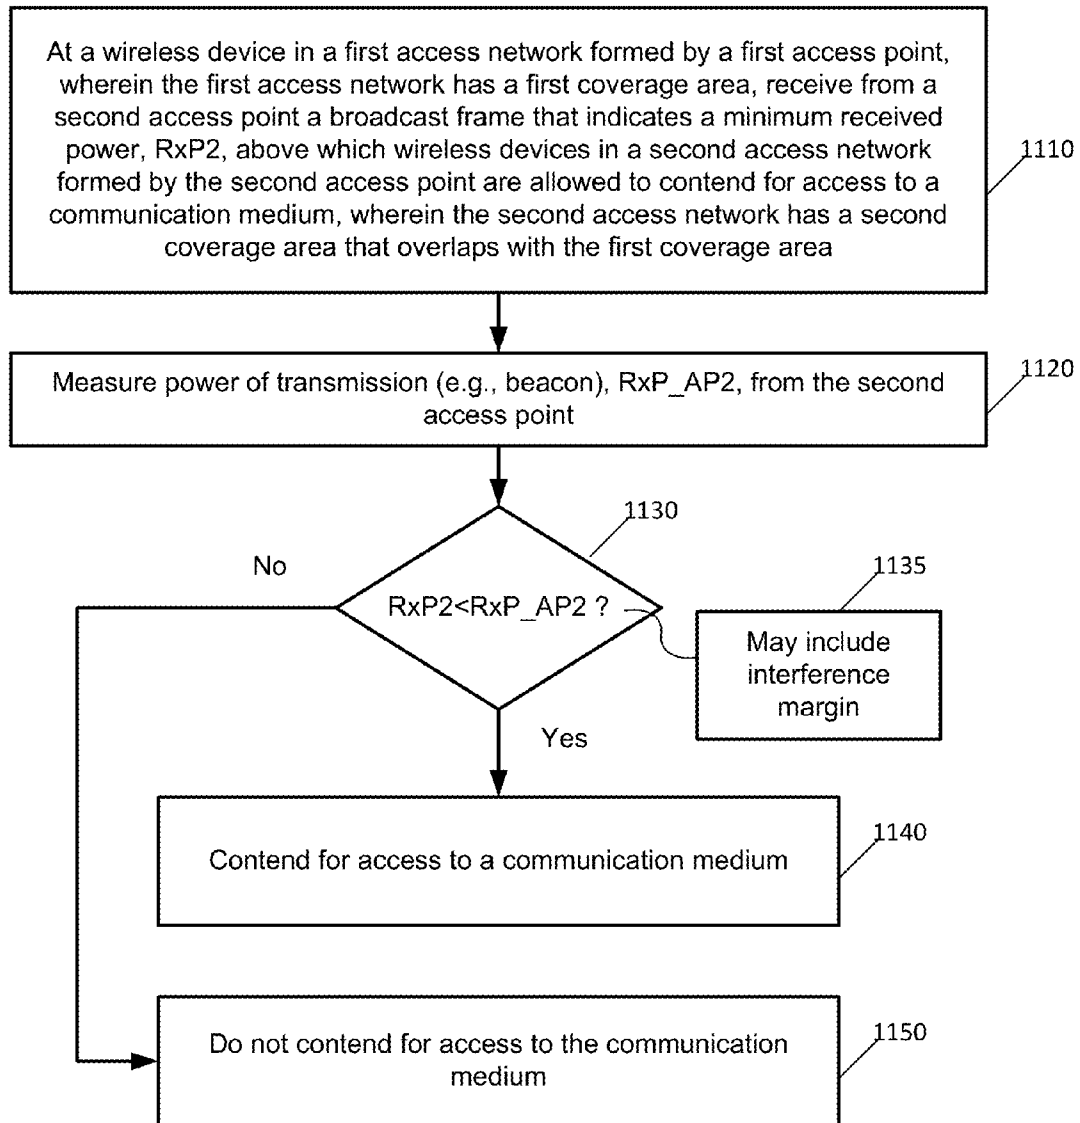 At a wireless device in a first access network formed by a first access point,
wherein the first access network has a first coverage area, receive from a
second access point a broadcast frame that indicates a minimum received
power, RxP2, above which wireless devices in a second access network
formed by the second access point are allowed to contend for access to a
communication medium, wherein the second access network has a second
coverage area that overlaps with the first coverage area
1110
Measure power of transmission (e.g., beacon), RxP_AP2, from the second
access point
1120
1130
No
RxP2<RxP_AP2 ?
1135
May include
interference
margin
Yes
Contend for access to a communication medium
1140
Do not contend for access to the communication
medium
1150